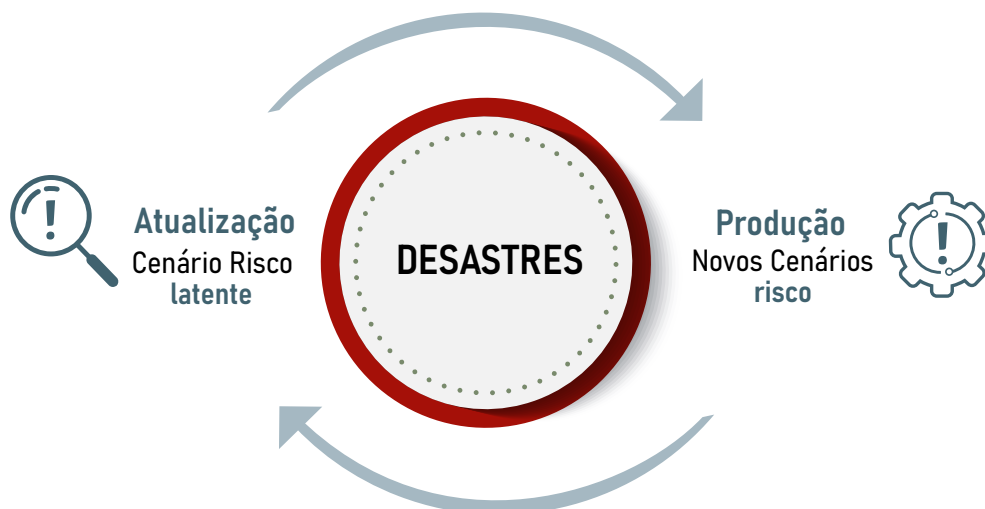 Atualização
Cenário Risco
latente
DESASTRES
Produção
Novos Cenários
risco